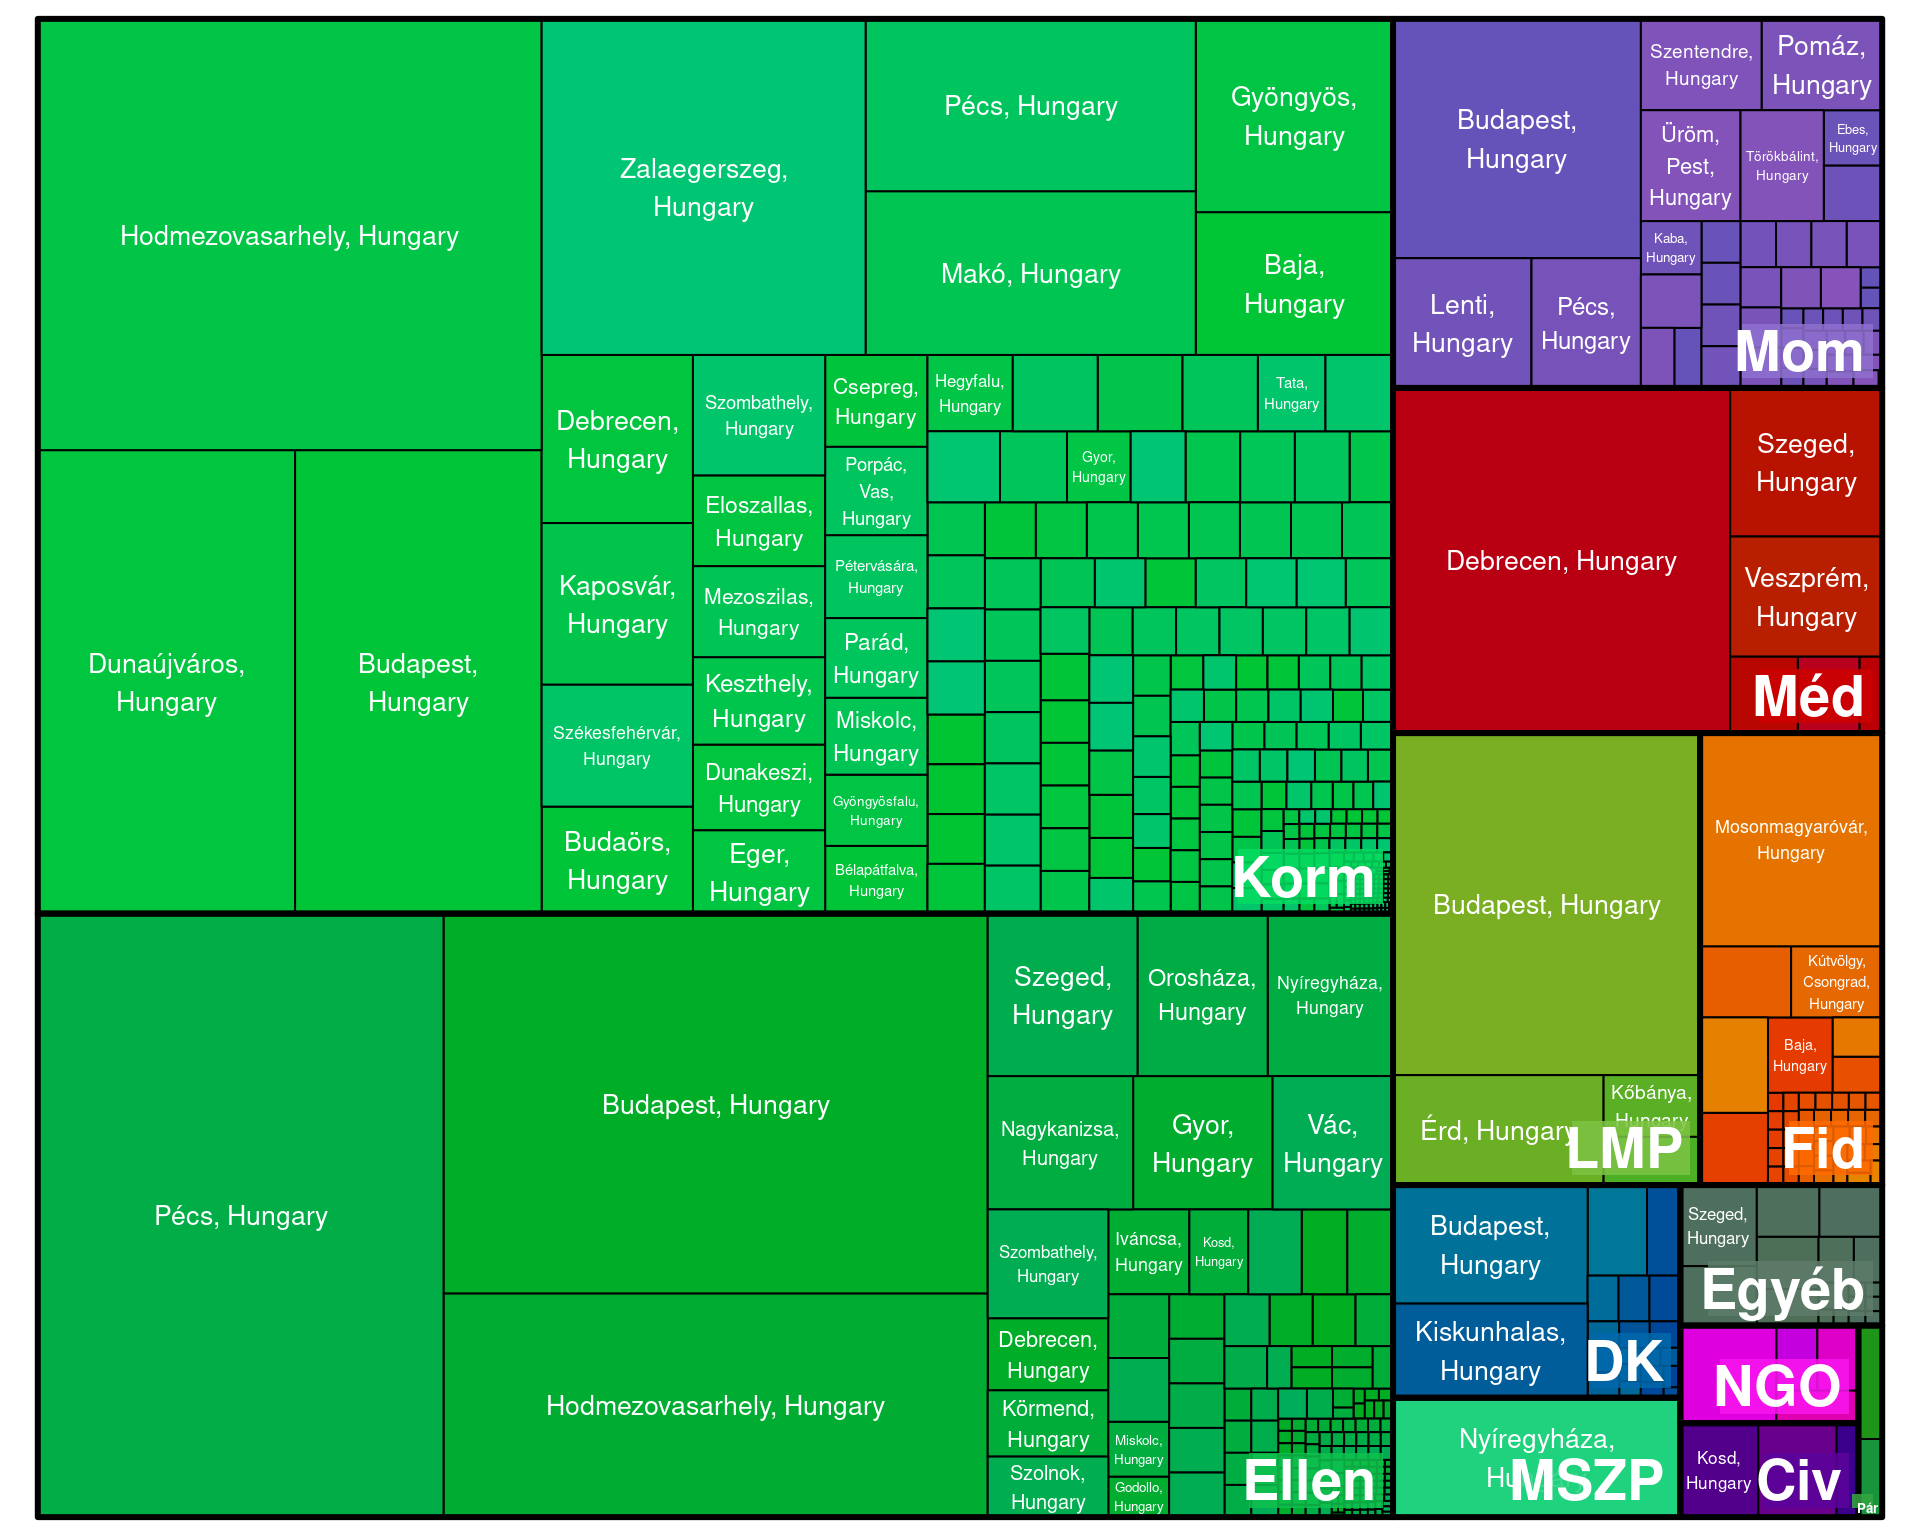 Hodmezovasarhely, Hungary
Zalaegerszeg,
Hungary
Pécs, Hungary
Makó, Hungary
Gyöngyös,
Hungary
Baja,
Hungary
Dunaújváros,
Hungary
Budapest,
Hungary
Debrecen,
Hungary
Kaposvár,
Hungary
Székesfehérvár,
Hungary
Budaörs,
Hungary
Szombathely,
Hungary
Eloszallas,
Hungary
Mezoszilas,
Hungary
Keszthely,
Hungary
Dunakeszi,
Hungary
Eger,
Hungary
Csepreg,
Hungary
Porpác,
Vas,
Hungary
Pétervására,
Hungary
Parád,
Hungary
Miskolc,
Hungary
Gyöngyösfalu,
Hungary
Bélapátfalva,
Hungary
Hegyfalu,
Hungary
Tata,
Hungary
Gyor,
Hungary
Korm
Pécs, Hungary
Budapest, Hungary
Hodmezovasarhely, Hungary
Szeged,
Hungary
Orosháza,
Hungary
Nyíregyháza,
Hungary
Nagykanizsa,
Hungary
Gyor,
Hungary
Vác,
Hungary
Szombathely,
Hungary
Iváncsa,
Hungary
Kosd,
Hungary
Debrecen,
Hungary
Körmend,
Hungary
Szolnok,
Hungary
Miskolc,
Hungary
Godollo,
Hungary
Ellen
Budapest,
Hungary
Szentendre,
Hungary
Pomáz,
Hungary
Üröm,
Pest,
Hungary
Törökbálint,
Hungary
Ebes,
Hungary
Kaba,
Hungary
Lenti,
Hungary
Pécs,
Hungary
Mom
Debrecen, Hungary
Szeged,
Hungary
Veszprém,
Hungary
Méd
Budapest, Hungary
Érd, Hungary
Kőbánya,
Hungary
LMP
Mosonmagyaróvár,
Hungary
Kútvölgy,
Csongrad,
Hungary
Baja,
Hungary
Fid
Budapest,
Hungary
Kiskunhalas,
Hungary
DK
Szeged,
Hungary
Egyéb
Nyíregyháza,
MSZP
NGO
Kosd,
Hungary
Civ
Pár